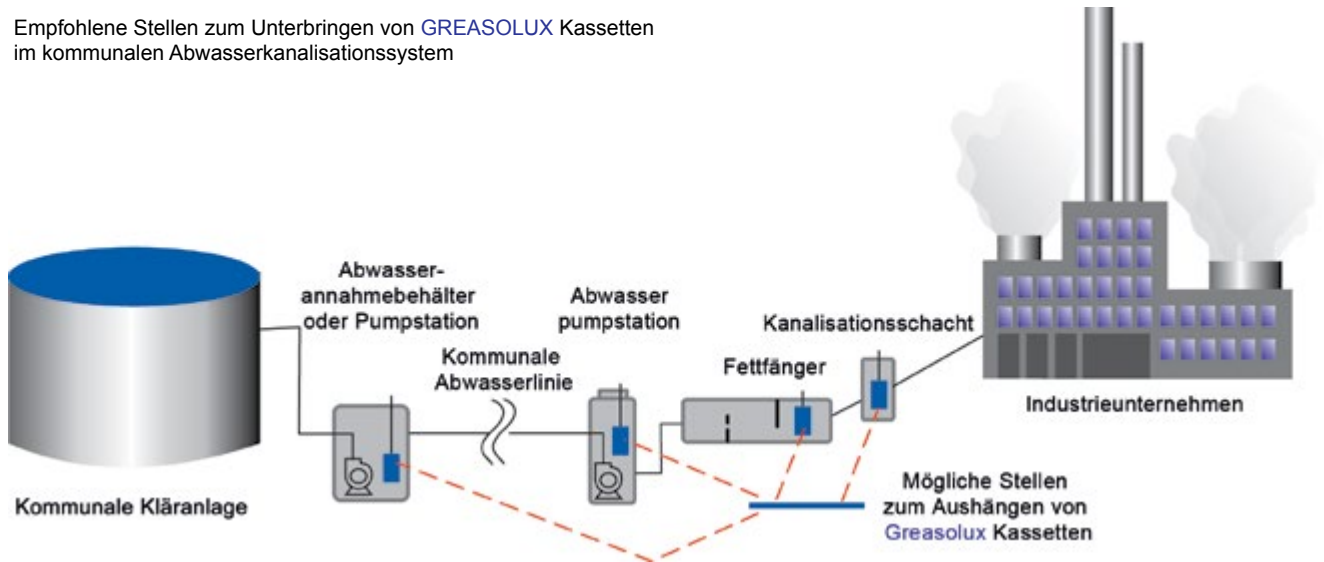 Empfohlene Stellen zum Unterbringen von GREASOLUX Kassetten
im kommunalen Abwasserkanalisationssystem
Abwasser-
annahmebehälter
oder Pumpstation
Kommunale
Abwasserlinie
Abwasser
pumpstation
Fettfänger
Kanalisationsschacht
Industrieunternehmen
Kommunale Kläranlage
Mögliche Stellen
zum Aushängen von
Greasolux Kassetten